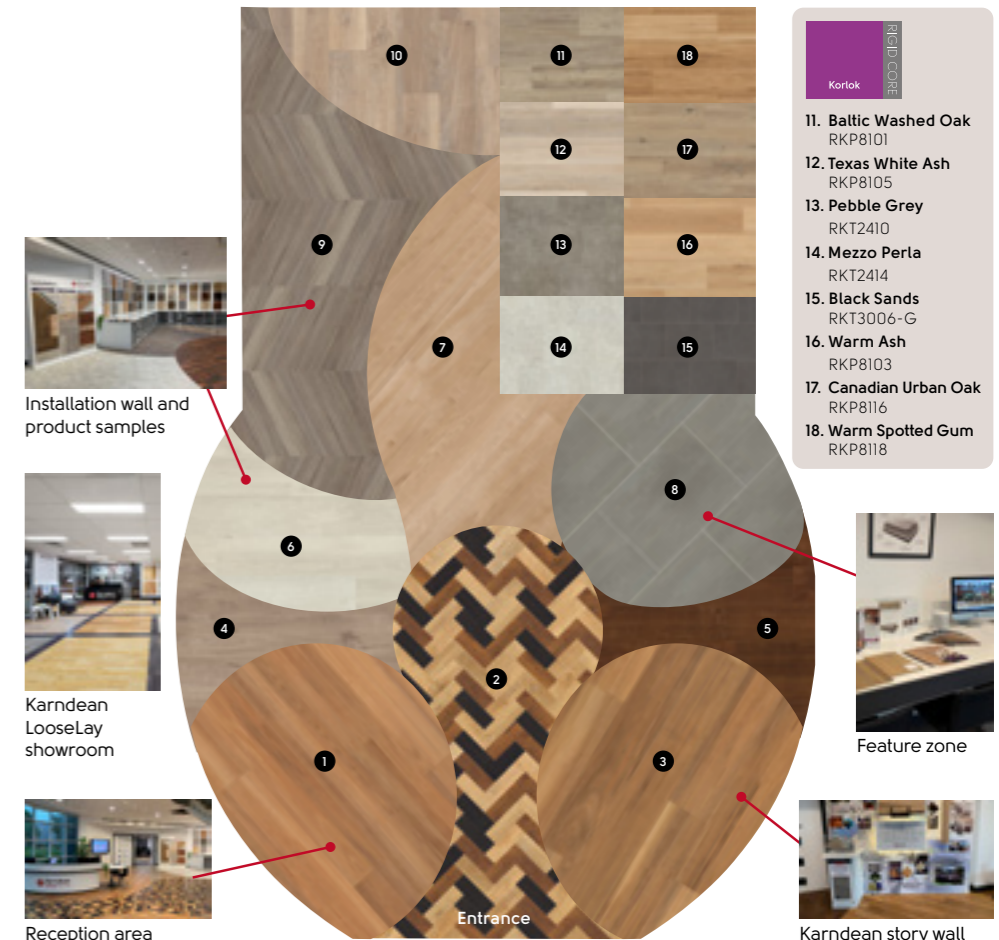 10
11
18
12
17
9
13
16
7
14
15
8
6
4
5
2
1
3
Entrance
Installation wall and
product samples
Karndean
LooseLay
showroom
Reception area
Korlok
RIGID CORE
11. Baltic Washed Oak
RKP8101
12. Texas White Ash
RKP8105
13. Pebble Grey
RKT2410
14. Mezzo Perla
RKT2414
15. Black Sands
RKT3006-G
16. Warm Ash
RKP8103
17. Canadian Urban Oak
RKP8116
18. Warm Spotted Gum
RKP8118
Feature zone
Karndean story wall